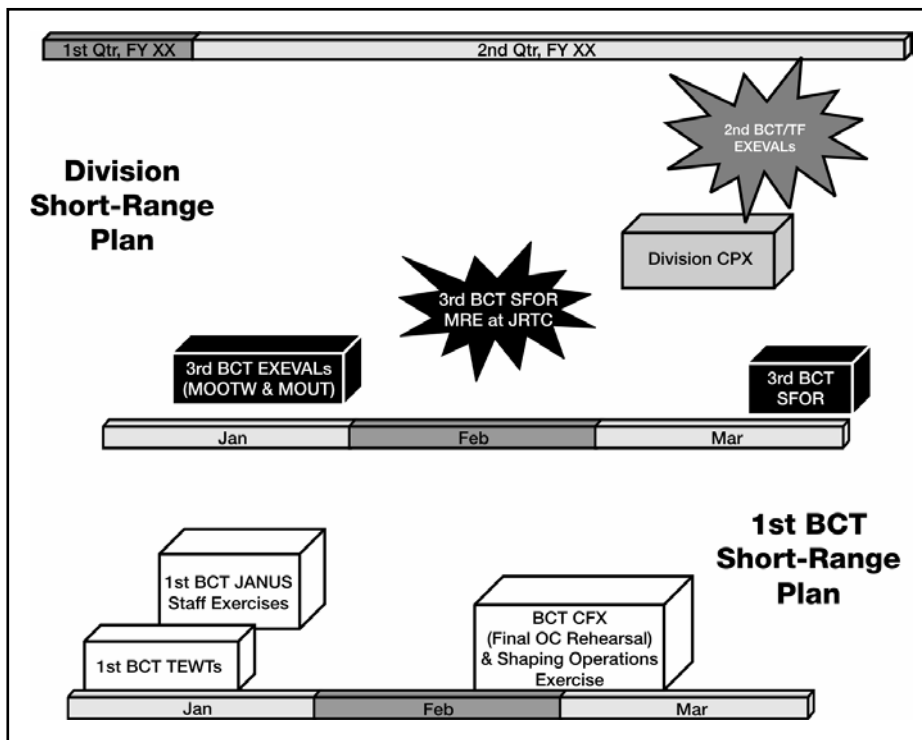 1st Qtr, FY XX
2nd Qtr, FY XX
2nd BCT/TF
EXEVALs
Division
Short-Range
Plan
Division CPX
3rd BCT SFOR
MRE at JRTC
3rd BCT EXEVALs
(MOOTW & MOUT)
3rd BCT
SFOR
Jan
Feb
Mar
1st BCT
Short-Range
Plan
1st BCT JANUS
Staff Exercises
BCT CFX
(Final OC Rehearsal)
& Shaping Operations
Exercise
1st BCT TEWTs
Jan
Feb
Mar